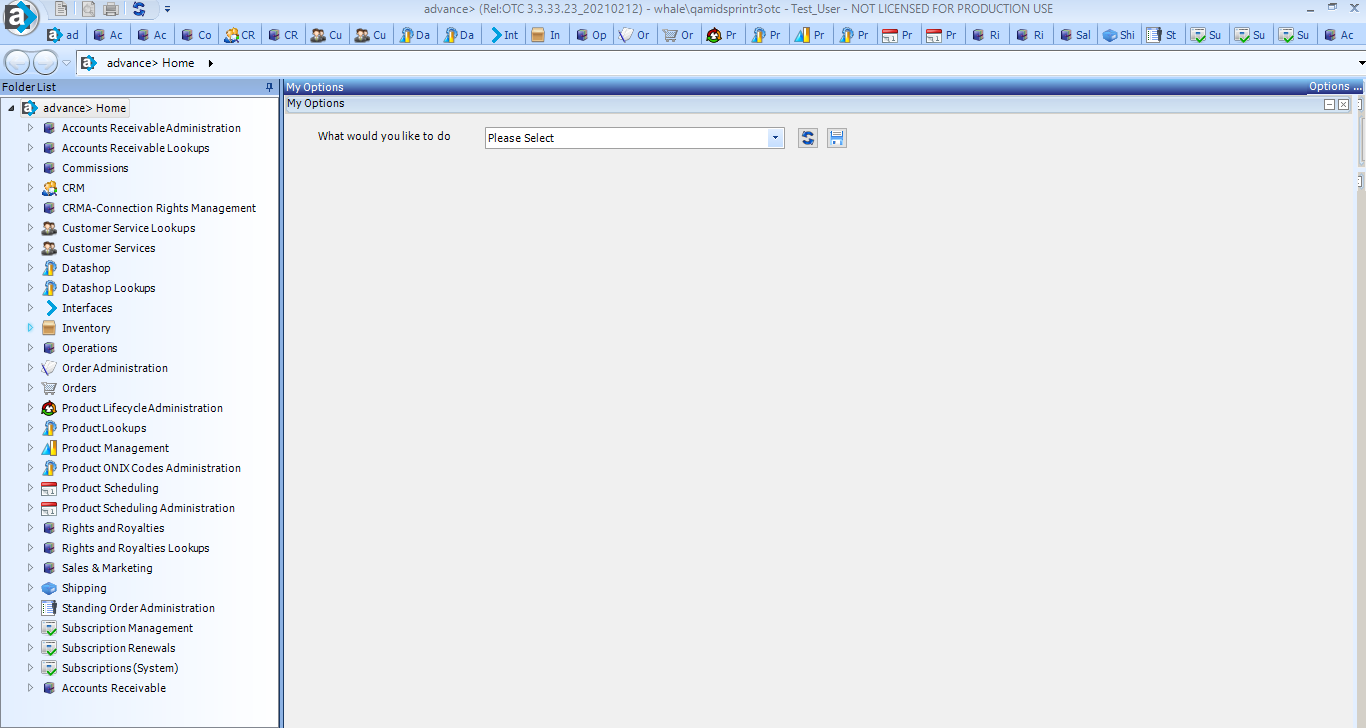 advance> (Rel:OTC 3.3.33.23_20210212) - whale\qamidsprintr3otc - Test_User - NOT LICENSED FOR PRODUCTION USE
ad Ac Ac Co CR CR Cu Cu Da Da Int In Op Or Or Pr Pr Pr Pr Pr Pr Ri Ri Sal Shi St Su Su Su Ac
advance> Home
Folder List
My Options
Options ...
My Options
advance> Home
What would you like to do
Please Select
Accounts Receivable Administration
Accounts Receivable Lookups
Commissions
CRM
CRMA-Connection Rights Management
Customer Service Lookups
Customer Services
Datashop
Datashop Lookups
Interfaces
Inventory
Operations
Order Administration
Orders
Product Lifecycle Administration
Product Lookups
Product Management
Product ONIX Codes Administration
Product Scheduling
Product Scheduling Administration
Rights and Royalties
Rights and Royalties Lookups
Sales & Marketing
Shipping
Standing Order Administration
Subscription Management
Subscription Renewals
Subscriptions (System)
Accounts Receivable